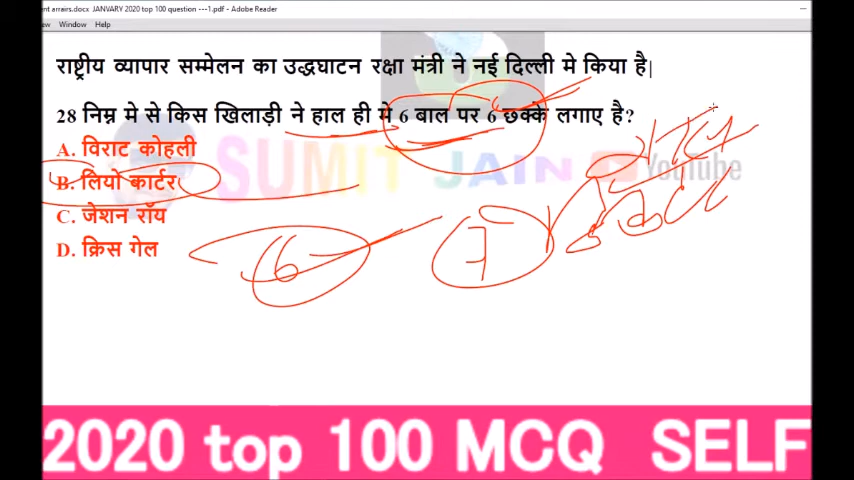 ent arrairs.docx JANVARY 2020 top 100 question ---1.pdf - Adobe Reader
ew Window Help
राष्ट्रीय व्यापार सम्मेलन का उद्धघाटन रक्षा मंत्री ने नई दिल्ली मे किया है|
28 निम्न मे से किस खिलाड़ी ने हाल ही मे 6 बाल पर 6 छक्के लगाए है?
A. विराट कोहली
B. लियो कार्टर
C. जेशन रॉय
D. क्रिस गेल
SUMIT JAIN YouTube
6
2020 top 100 MCQ SELF